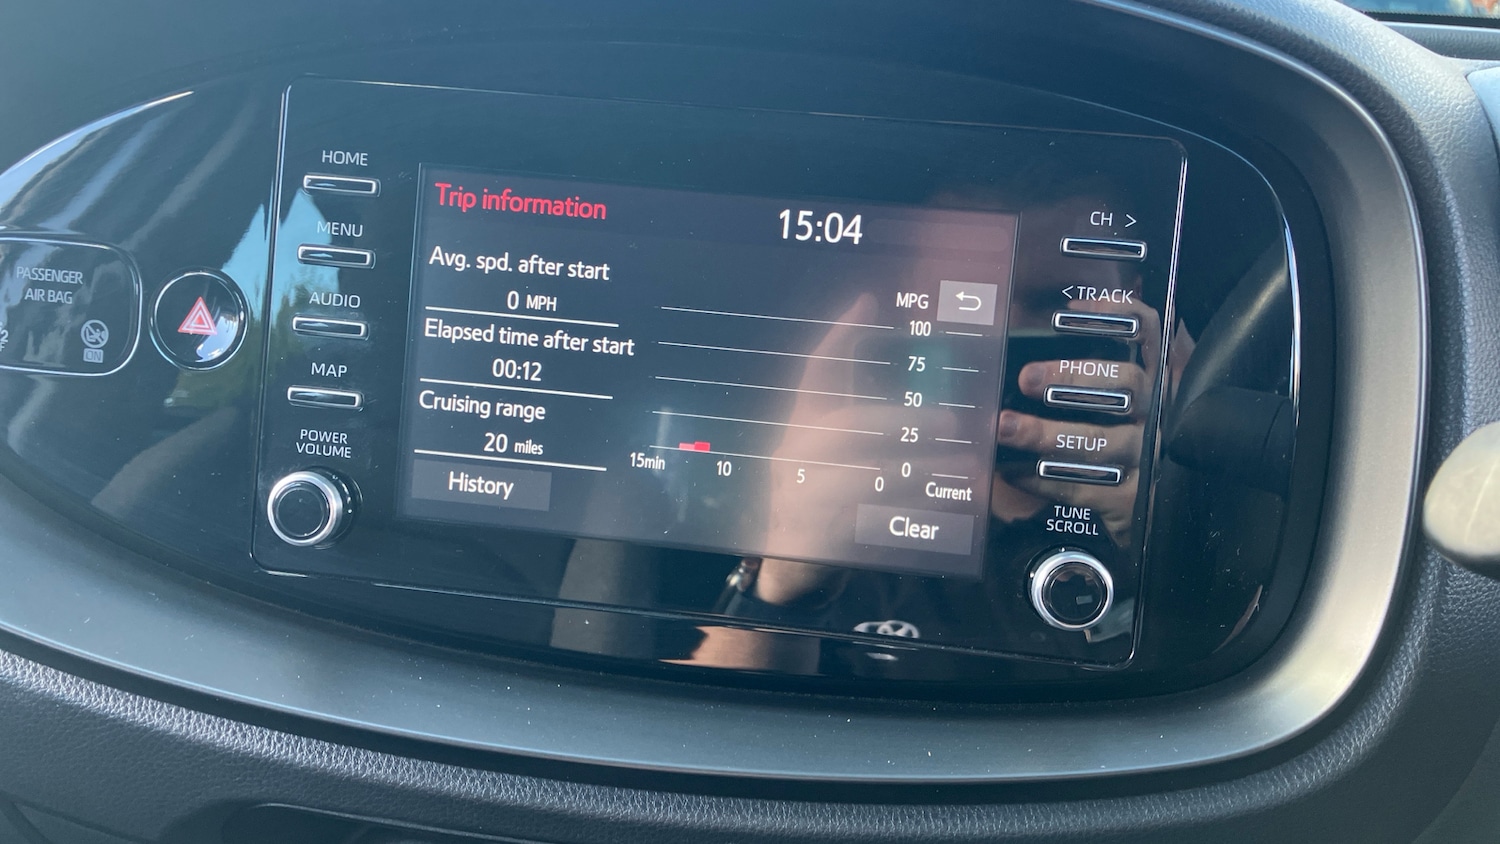 HOME
MENU
AUDIO
MAP
POWER
VOLUME
PASSENGER
AIR BAG
ON
Trip information
15:04
Avg. spd. after start
0 MPH
Elapsed time after start
00:12
Cruising range
20 miles
History
MPG
100
75
50
25
0
15min
10
5
0
Current
Clear
CH >
< TRACK
PHONE
SETUP
TUNE
SCROLL